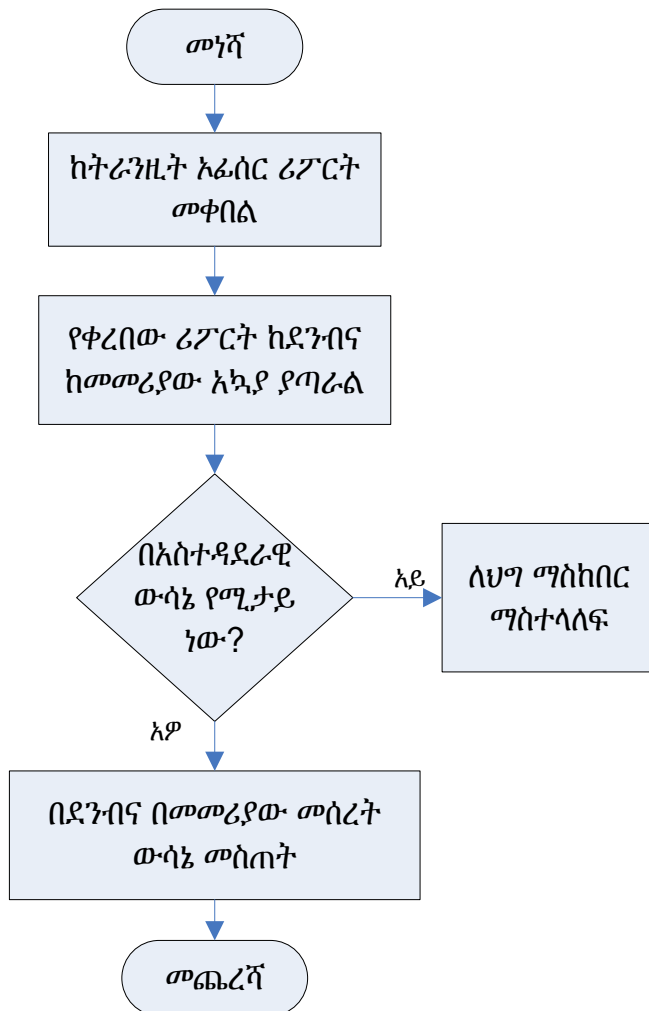 መነሻ
ከትራንዚት ኦፊሰር ሪፖርት
መቀበል
የቀረበው ሪፖርት ከደንብና
ከመመሪያው አኳያ ያጣራል
በአስተዳደራዊ
ውሳኔ የሚታይ
ነው?
አይ
ለህግ ማስከበር
ማስተላለፍ
አዎ
በደንብና በመመሪያው መሰረት
ውሳኔ መስጠት
መጨረሻ